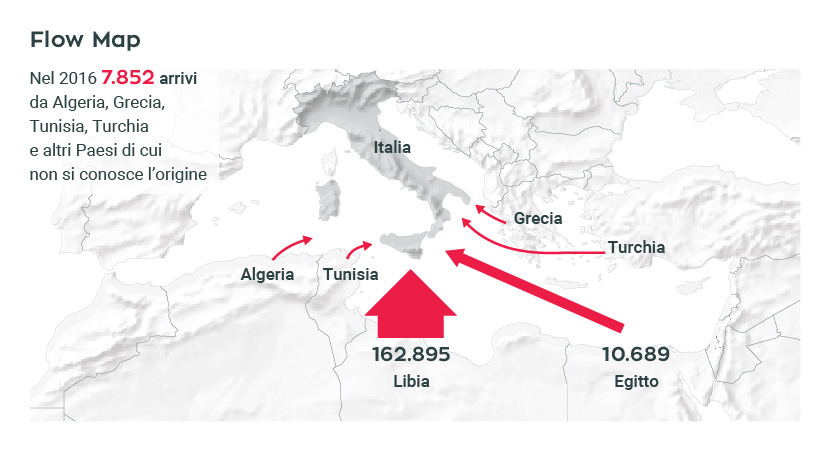 Flow Map
Nel 2016 7.852 arrivi
da Algeria, Grecia,
Tunisia, Turchia
e altri Paesi di cui
non si conosce l'origine
Italia
Grecia
Turchia
Algeria
Tunisia
162.895
Libia
10.689
Egitto